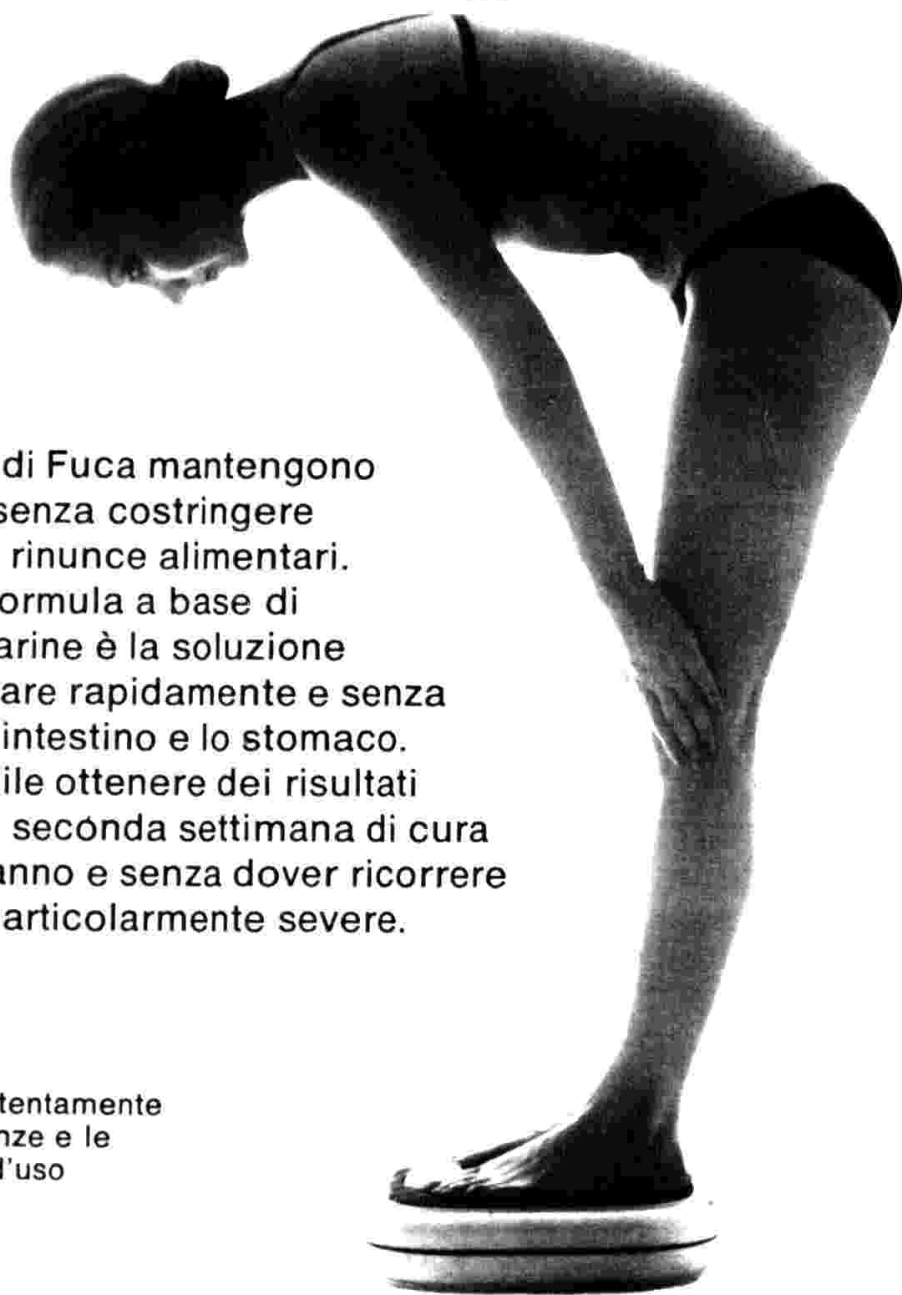 di Fuca mantengono
senza costringere
rinunce alimentari.
ormula a base di
arine è la soluzione
are rapidamente e senza
intestino e lo stomaco.
ile ottenere dei risultati
seconda settimana di cura
anno e senza dover ricorrere
articolarmente severe.
tentamente
nze e le
l'uso